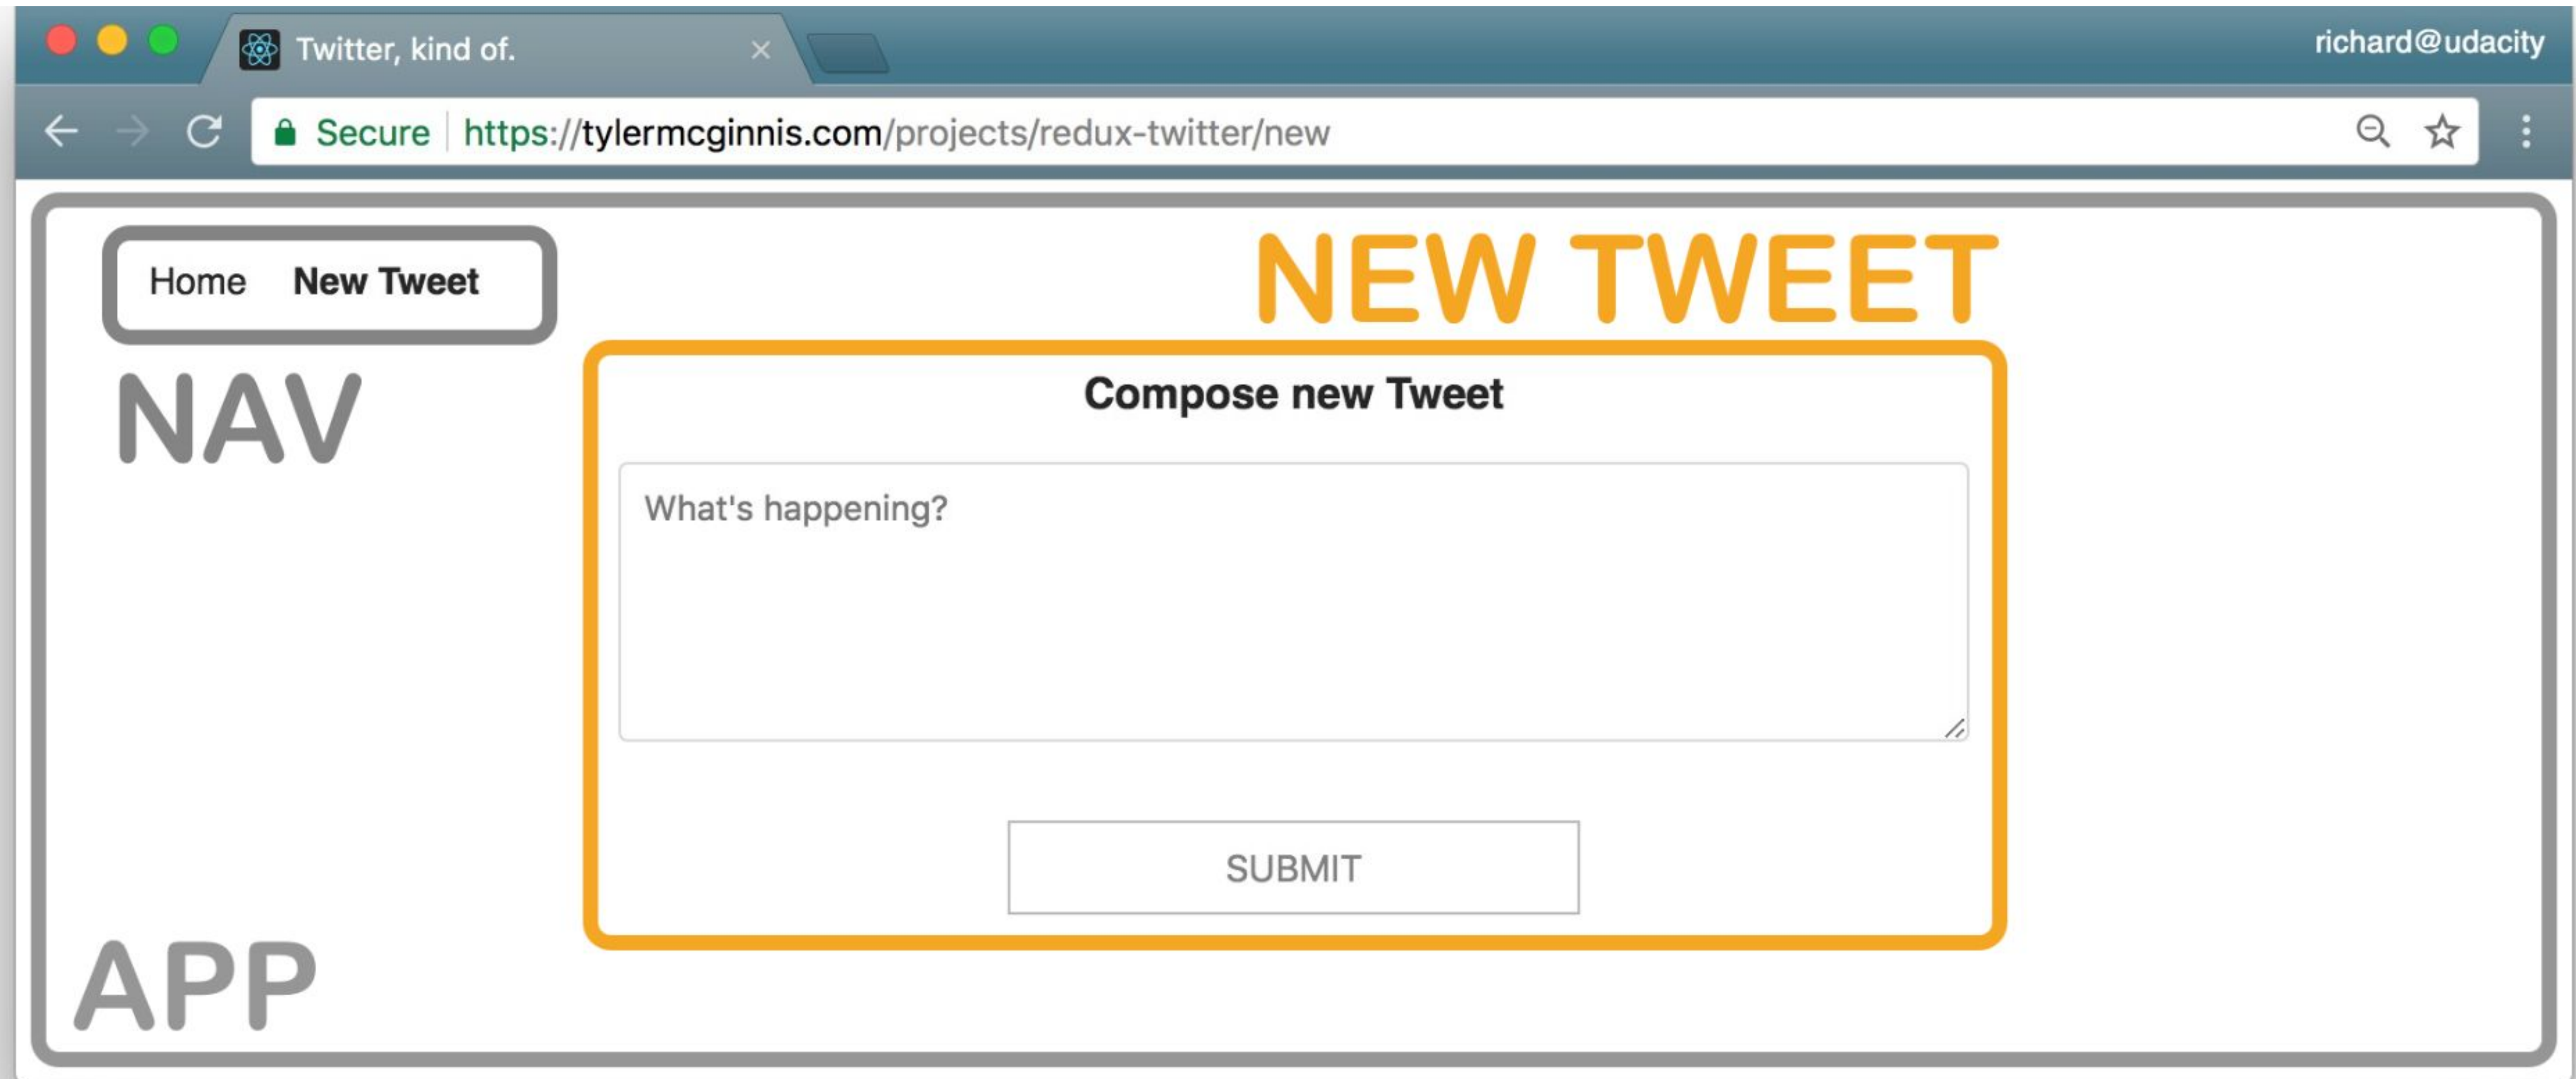 Twitter, kind of.
richard@udacity
Secure https://tylermcginnis.com/projects/redux-twitter/new
Home New Tweet
NEW TWEET
NAV
Compose new Tweet
What's happening?
SUBMIT
APP